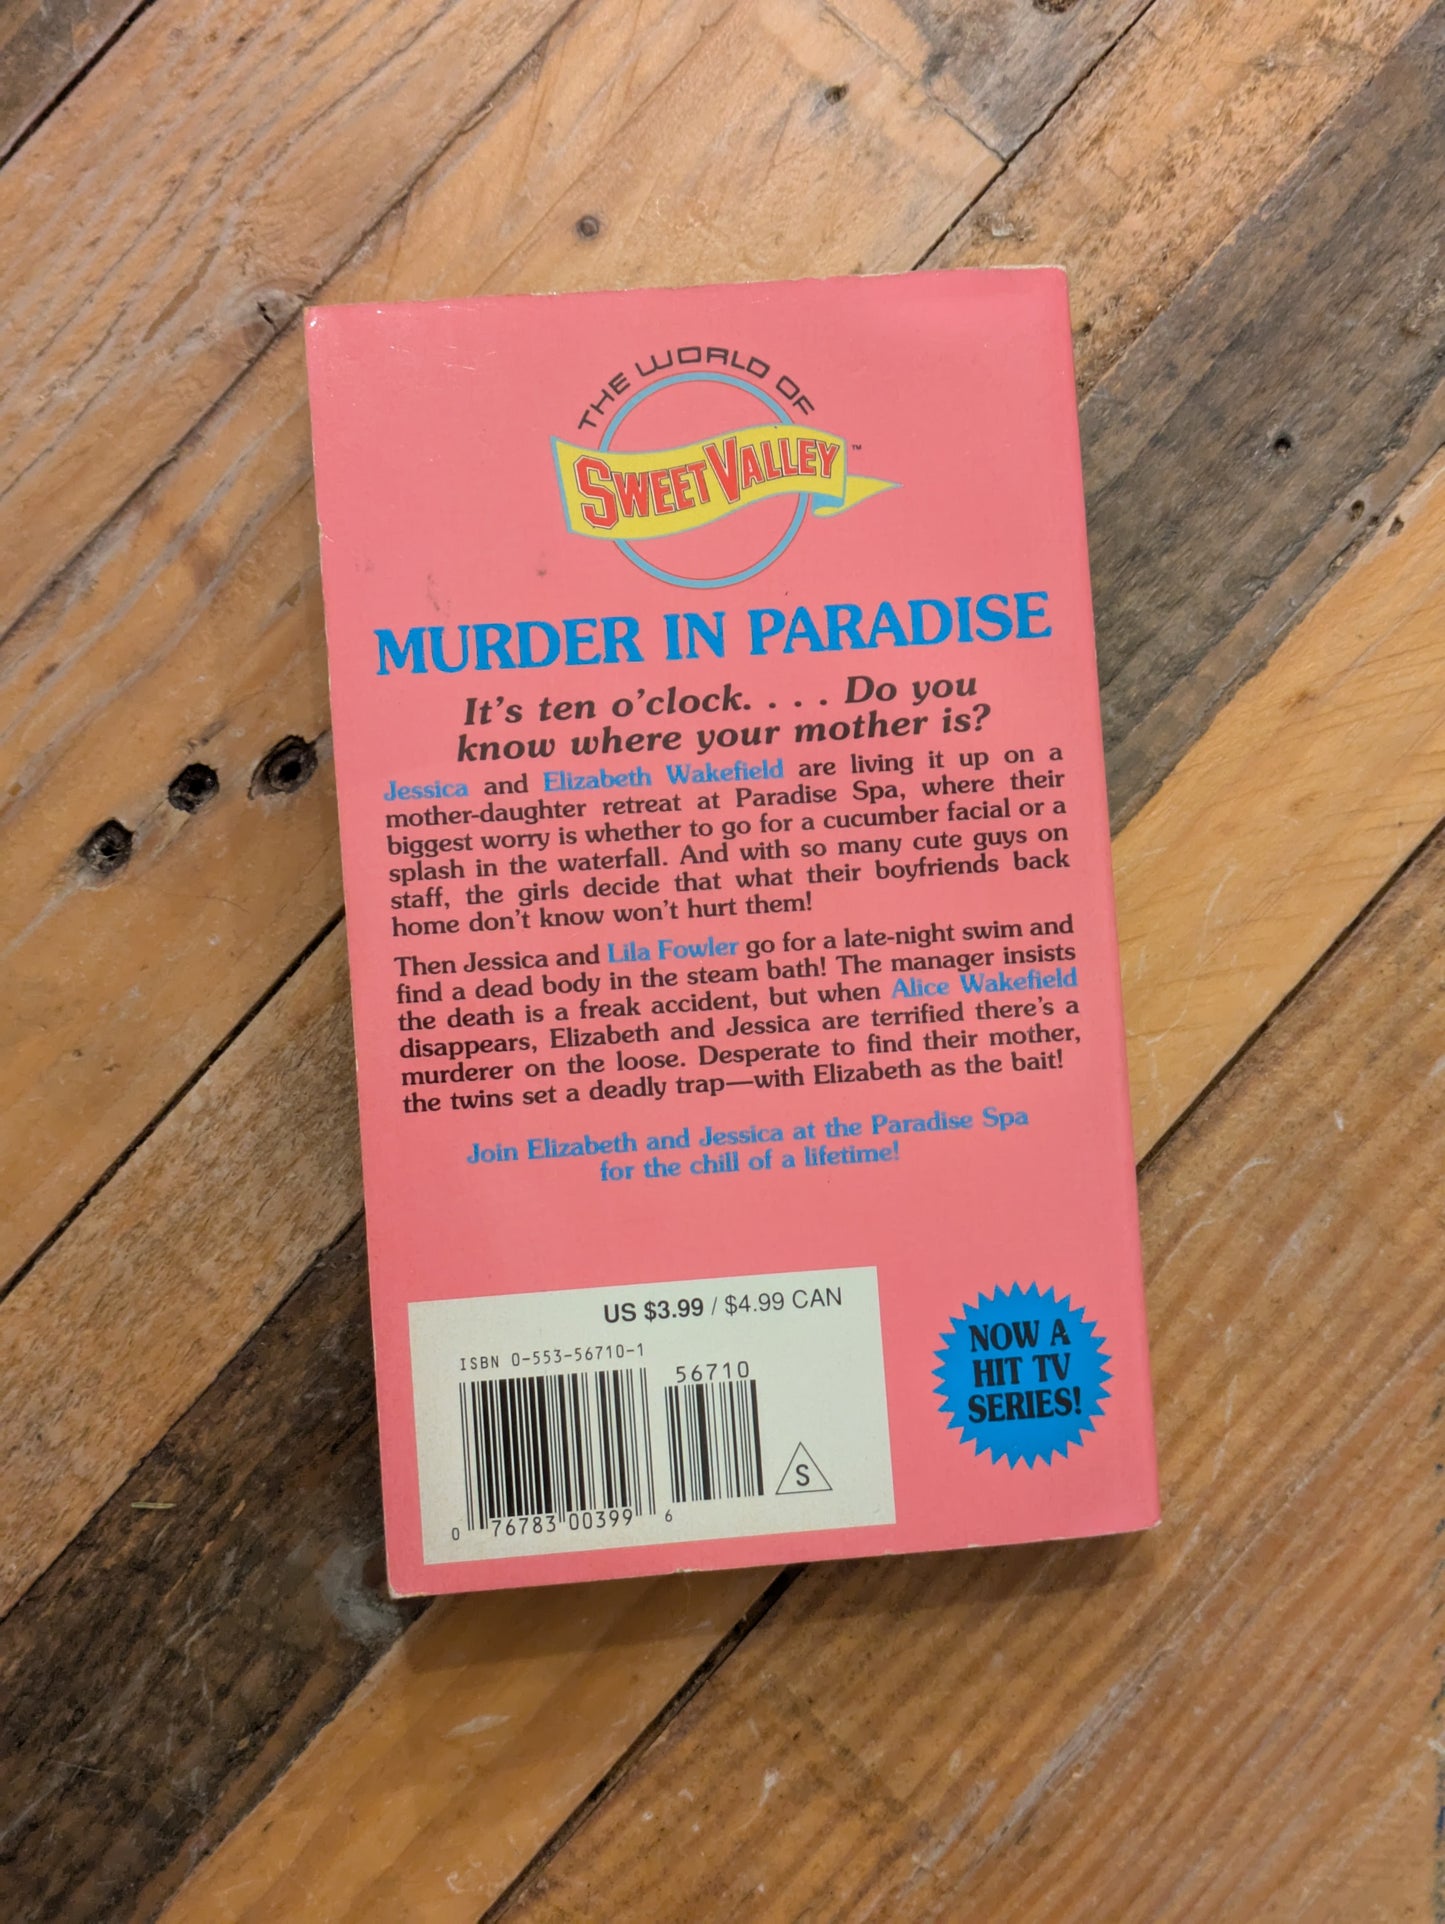 THE WORLD OF
SWEET VALLEY™
MURDER IN PARADISE
It's ten o'clock. . . . Do you
know where your mother is?
Jessica and Elizabeth Wakefield are living it up on a
mother-daughter retreat at Paradise Spa, where their
biggest worry is whether to go for a cucumber facial or a
splash in the waterfall. And with so many cute guys on
staff, the girls decide that what their boyfriends back
home don't know won't hurt them!
Then Jessica and Lila Fowler go for a late-night swim and
find a dead body in the steam bath! The manager insists
the death is a freak accident, but when Alice Wakefield
disappears, Elizabeth and Jessica are terrified there's a
murderer on the loose. Desperate to find their mother,
the twins set a deadly trap—with Elizabeth as the bait!
Join Elizabeth and Jessica at the Paradise Spa
for the chill of a lifetime!
US $3.99 / $4.99 CAN
ISBN 0-553-56710-1
56710
0 76783 00399 6
S
NOW A
HIT TV
SERIES!